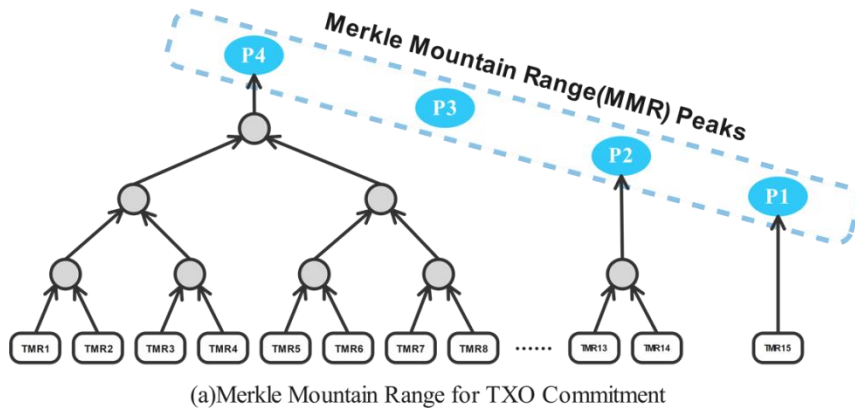 P4
Merkle Mountain Range(MMR) Peaks
P3
P2
P1
TMR1 TMR2 TMR3 TMR4 TMR5 TMR6 TMR7 TMR8 ...... TMR13 TMR14 TMR15
(a)Merkle Mountain Range for TXO Commitment